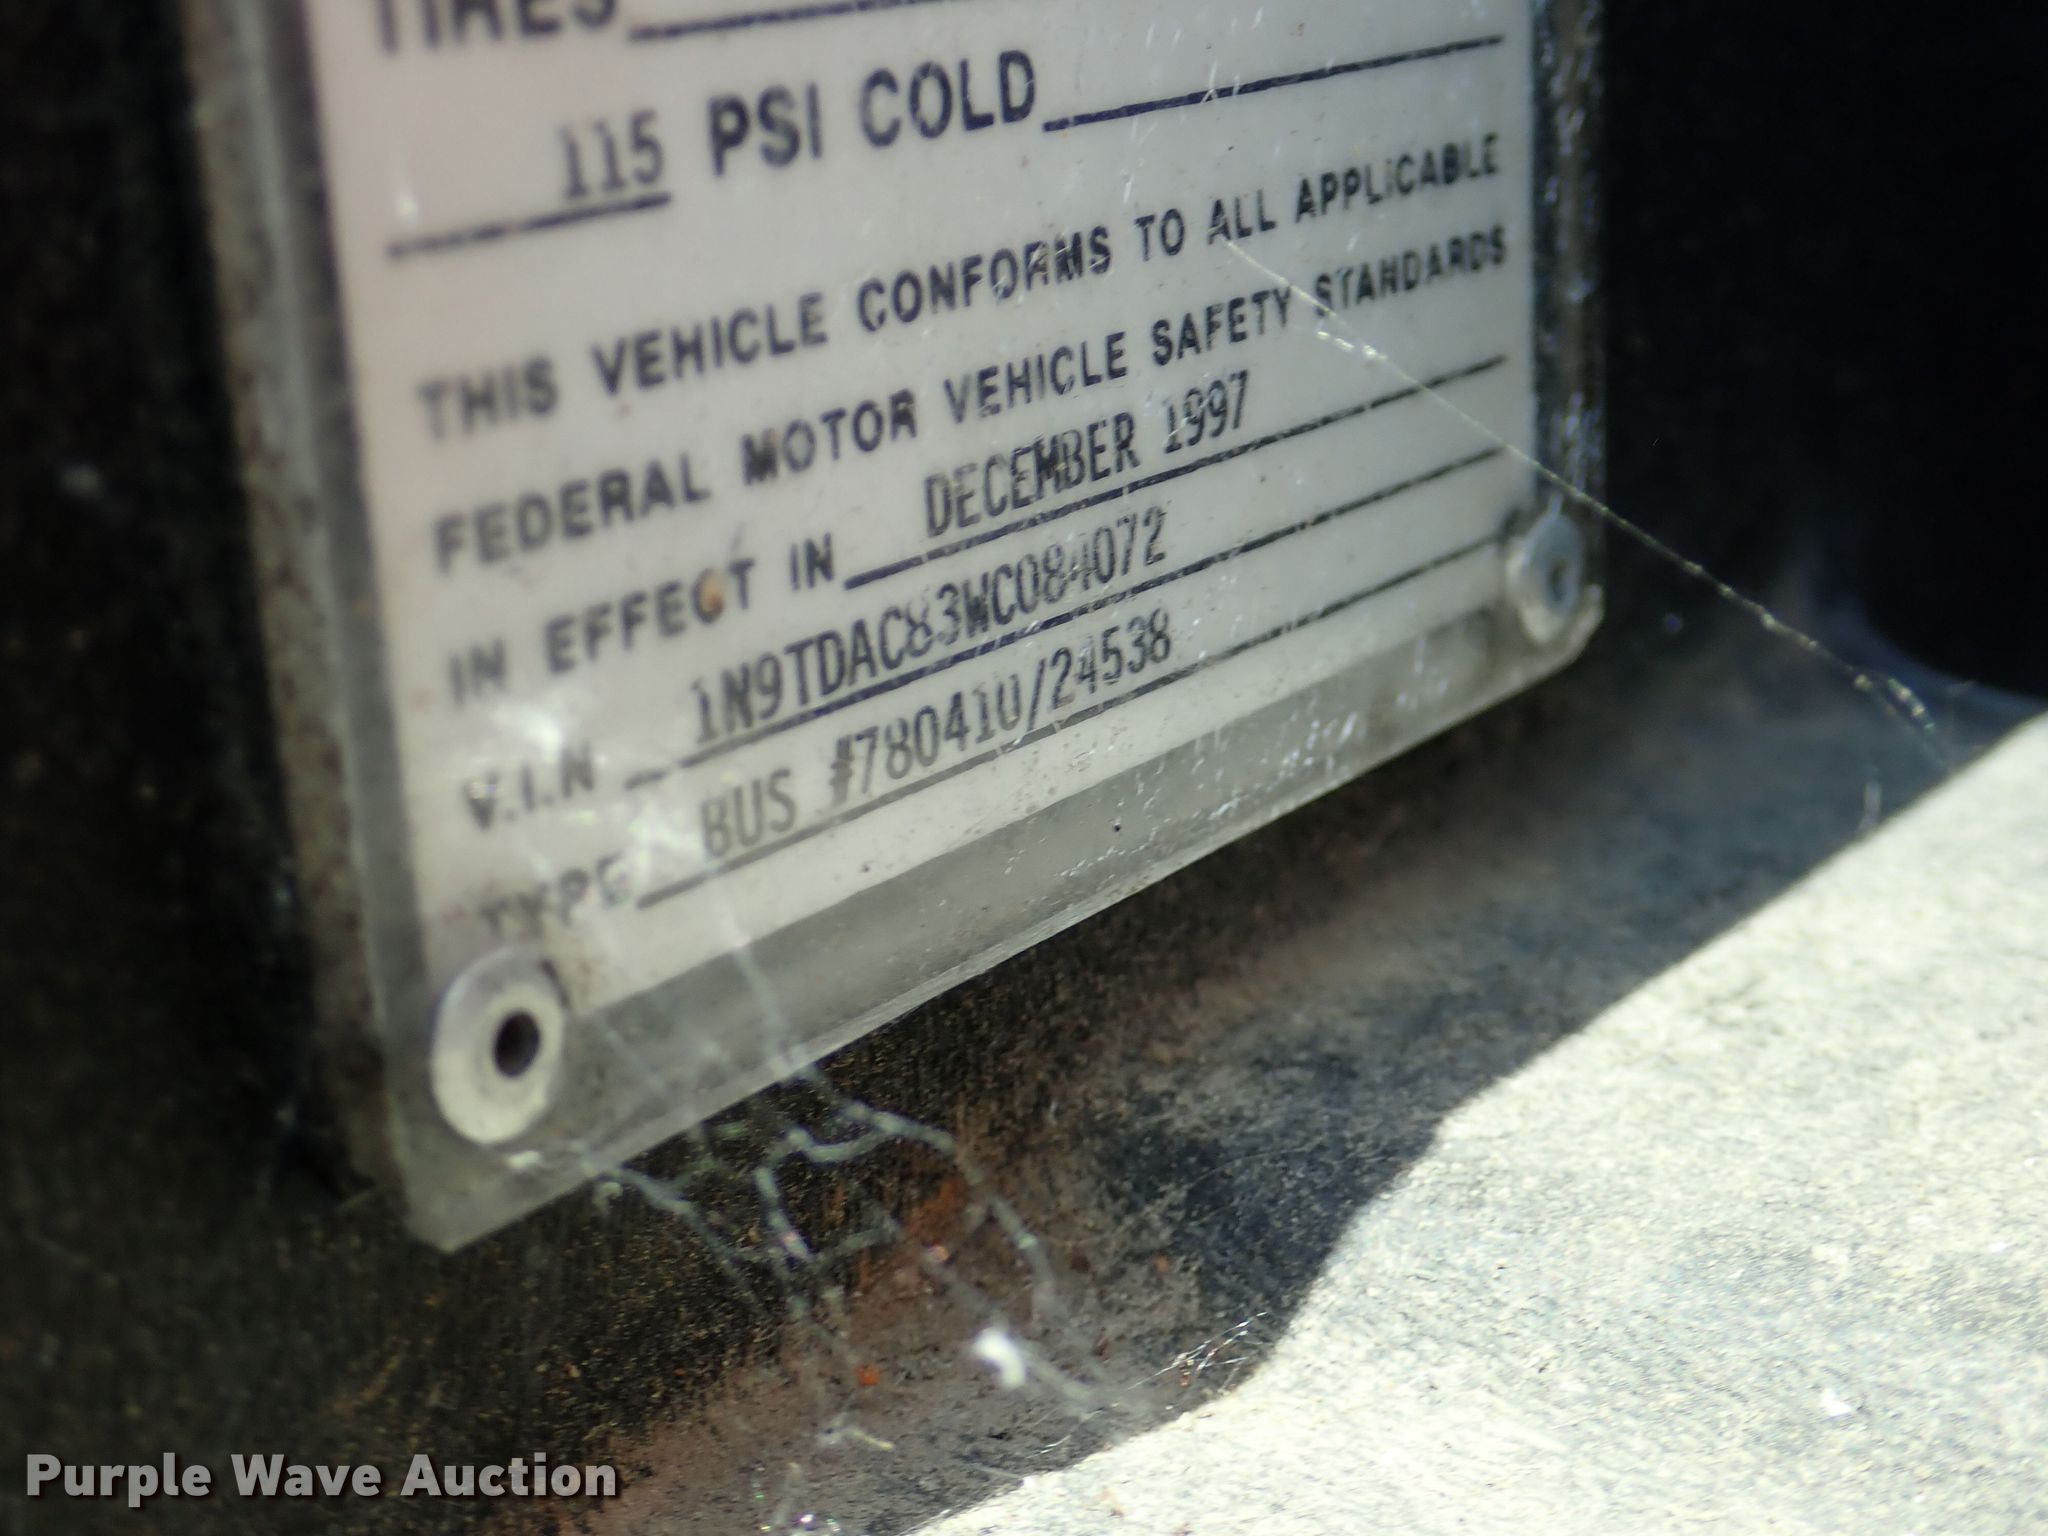 TIRES
115 PSI COLD
THIS VEHICLE CONFORMS TO ALL APPLICABLE
FEDERAL MOTOR VEHICLE SAFETY STANDARDS
IN EFFECT IN DECEMBER 1997
V.I.N 1N9TDAC83WC084072
TYPE BUS #780410/24538
Purple Wave Auction